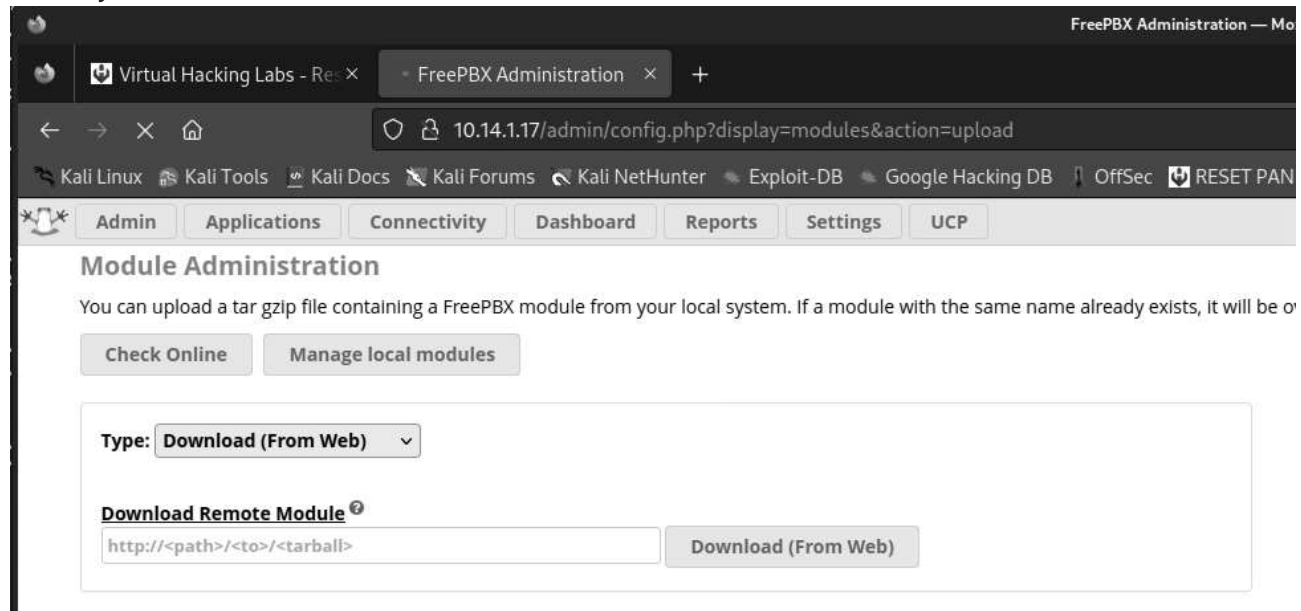 FreePBX Administration — Mo
Virtual Hacking Labs - Res
FreePBX Administration
10.14.1.17/admin/config.php?display=modules&action=upload
Kali Linux Kali Tools Kali Docs Kali Forums Kali NetHunter Exploit-DB Google Hacking DB OffSec RESET PAN
Admin Applications Connectivity Dashboard Reports Settings UCP
Module Administration
You can upload a tar gzip file containing a FreePBX module from your local system. If a module with the same name already exists, it will be ov
Check Online Manage local modules
Type: Download (From Web)
Download Remote Module
http://<path>/<to>/<tarball> Download (From Web)